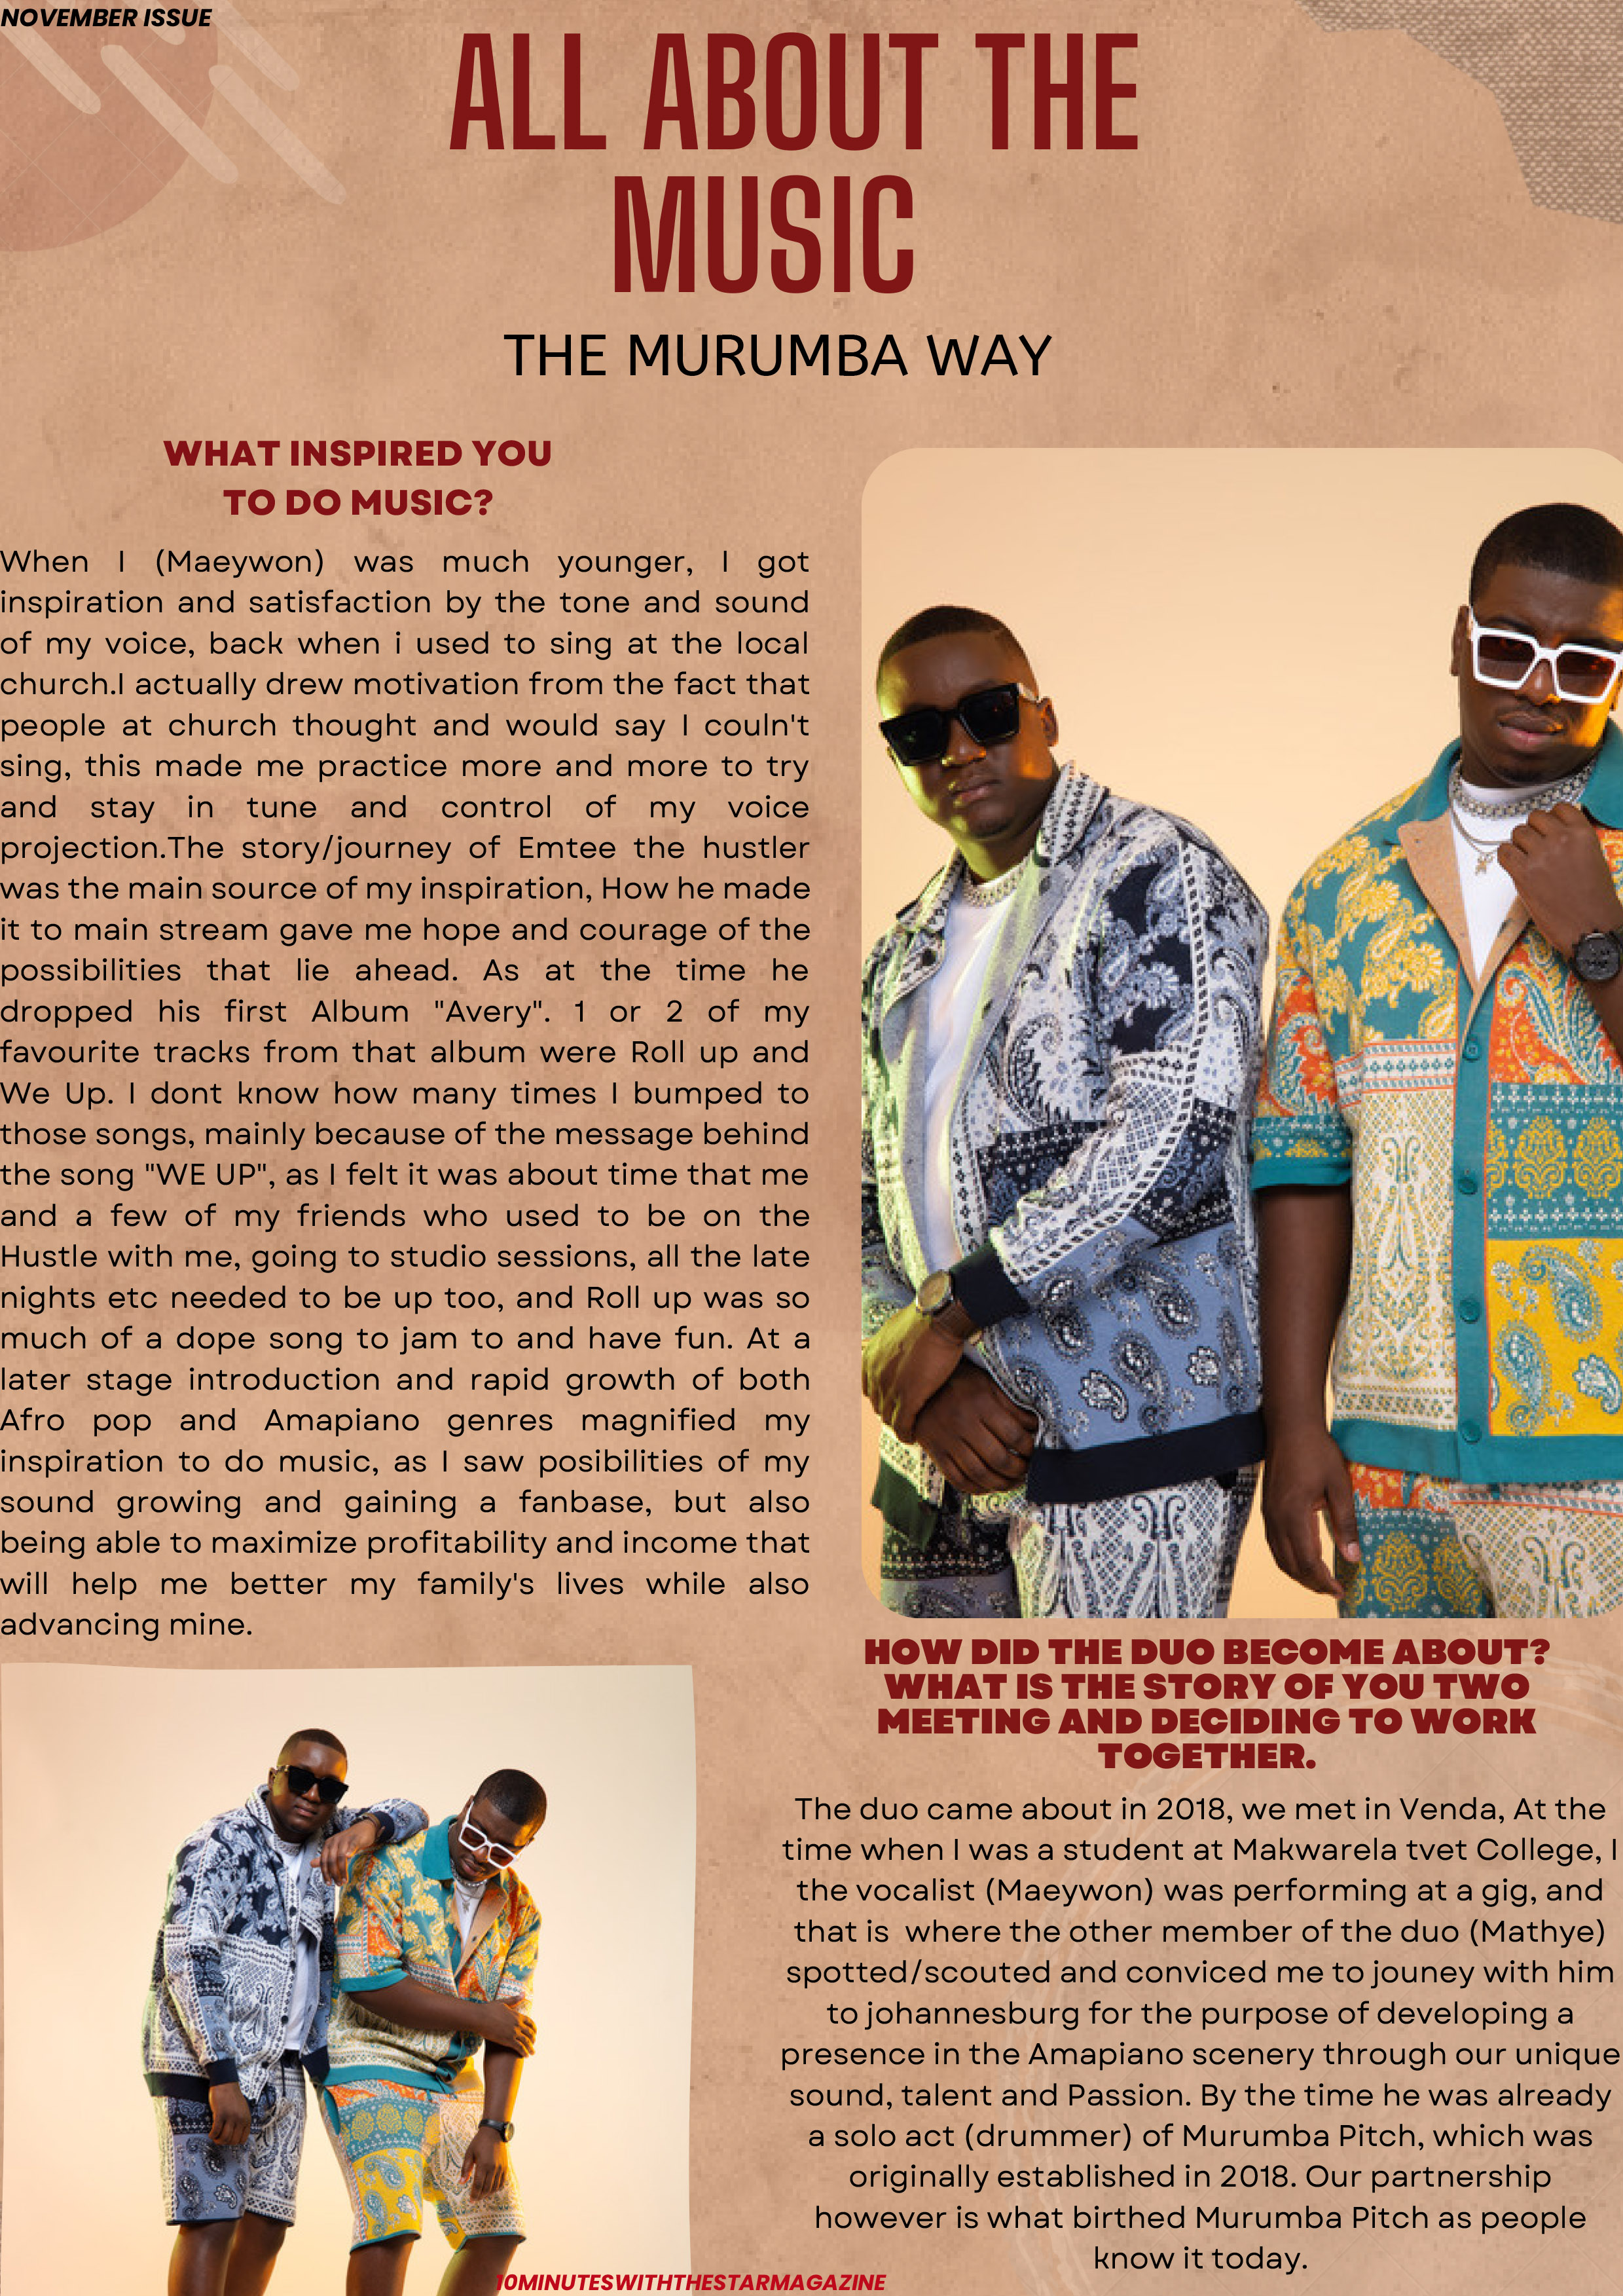 NOVEMBER ISSUE
ALL ABOUT THE
MUSIC
THE MURUMBA WAY
WHAT INSPIRED YOU
TO DO MUSIC?
When I (Maeywon) was much younger, I got
inspiration and satisfaction by the tone and sound
of my voice, back when i used to sing at the local
church.I actually drew motivation from the fact that
people at church thought and would say I couln't
sing, this made me practice more and more to try
and stay in tune and control of my voice
projection.The story/journey of Emtee the hustler
was the main source of my inspiration, How he made
it to main stream gave me hope and courage of the
possibilities that lie ahead. As at the time he
dropped his first Album "Avery". 1 or 2 of my
favourite tracks from that album were Roll up and
We Up. I dont know how many times I bumped to
those songs, mainly because of the message behind
the song "WE UP", as I felt it was about time that me
and a few of my friends who used to be on the
Hustle with me, going to studio sessions, all the late
nights etc needed to be up too, and Roll up was so
much of a dope song to jam to and have fun. At a
later stage introduction and rapid growth of both
Afro pop and Amapiano genres magnified my
inspiration to do music, as I saw posibilities of my
sound growing and gaining a fanbase, but also
being able to maximize profitability and income that
will help me better my family's lives while also
advancing mine.
HOW DID THE DUO BECOME ABOUT?
WHAT IS THE STORY OF YOU TWO
MEETING AND DECIDING TO WORK
TOGETHER.
The duo came about in 2018, we met in Venda, At the
time when I was a student at Makwarela tvet College, I
the vocalist (Maeywon) was performing at a gig, and
that is  where the other member of the duo (Mathye)
spotted/scouted and conviced me to jouney with him
to johannesburg for the purpose of developing a
presence in the Amapiano scenery through our unique
sound, talent and Passion. By the time he was already
a solo act (drummer) of Murumba Pitch, which was
originally established in 2018. Our partnership
however is what birthed Murumba Pitch as people
know it today.
10MINUTESWITHTHESTARMAGAZINE